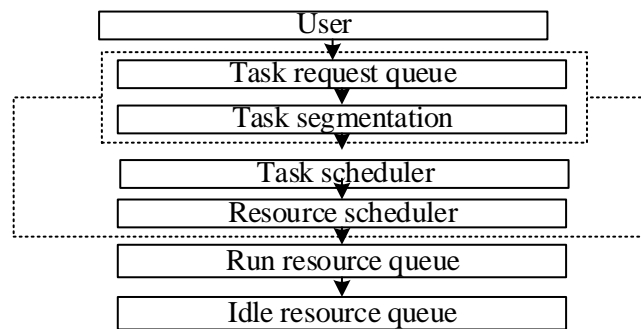 User
Task request queue
Task segmentation
Task scheduler
Resource scheduler
Run resource queue
Idle resource queue